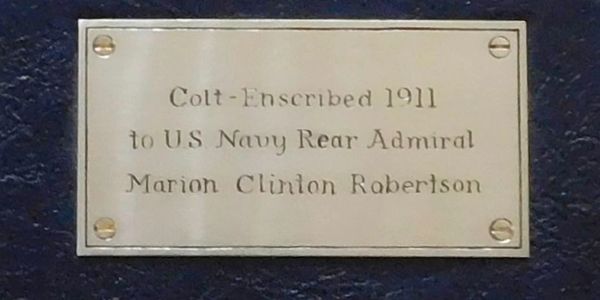 Colt-Enscribed 1911
to U.S Navy Rear Admiral
Marion Clinton Robertson